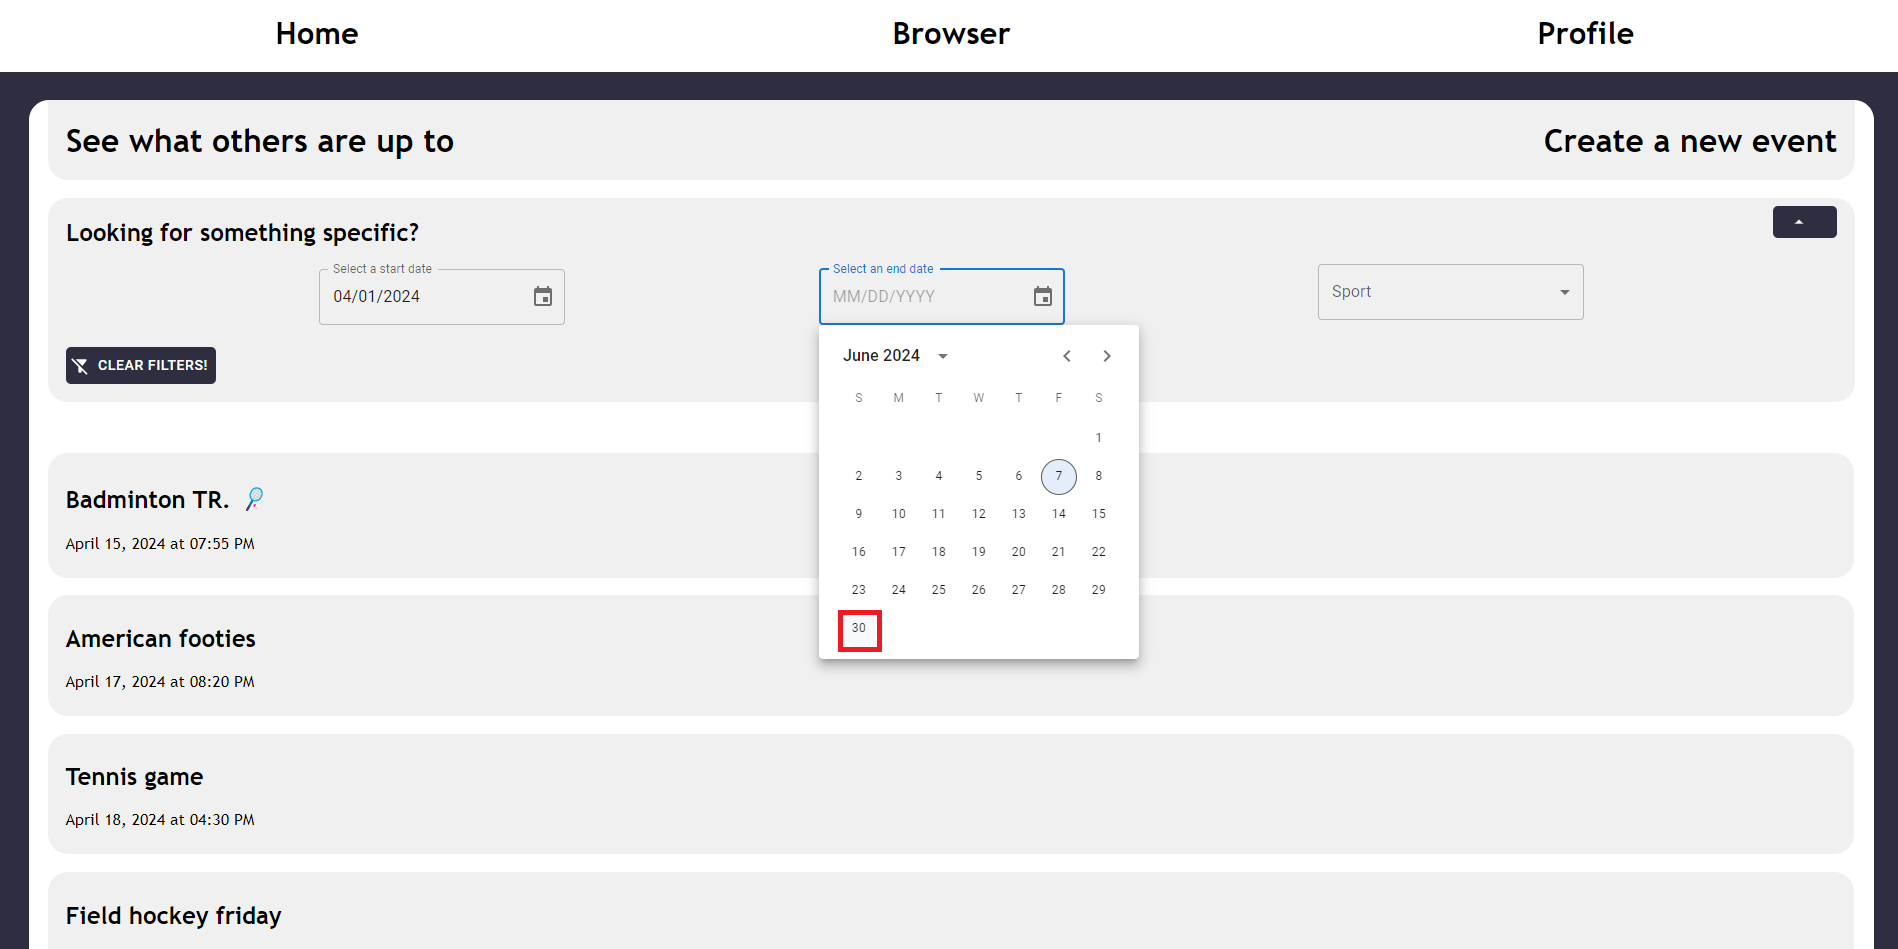 Home Browser Profile
See what others are up to Create a new event
Looking for something specific?
Select a start date
04/01/2024
Select an end date
MM/DD/YYYY
Sport
CLEAR FILTERS!
June 2024
S M T W T F S
1
2 3 4 5 6 7 8
9 10 11 12 13 14 15
16 17 18 19 20 21 22
23 24 25 26 27 28 29
30
Badminton TR. 🏸
April 15, 2024 at 07:55 PM
American footies
April 17, 2024 at 08:20 PM
Tennis game
April 18, 2024 at 04:30 PM
Field hockey friday